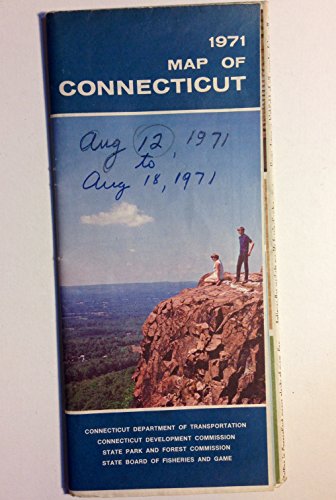 1971
MAP OF
CONNECTICUT
Aug 12, 1971
to
Aug 18, 1971
CONNECTICUT DEPARTMENT OF TRANSPORTATION
CONNECTICUT DEVELOPMENT COMMISSION
STATE PARK AND FOREST COMMISSION
STATE BOARD OF FISHERIES AND GAME